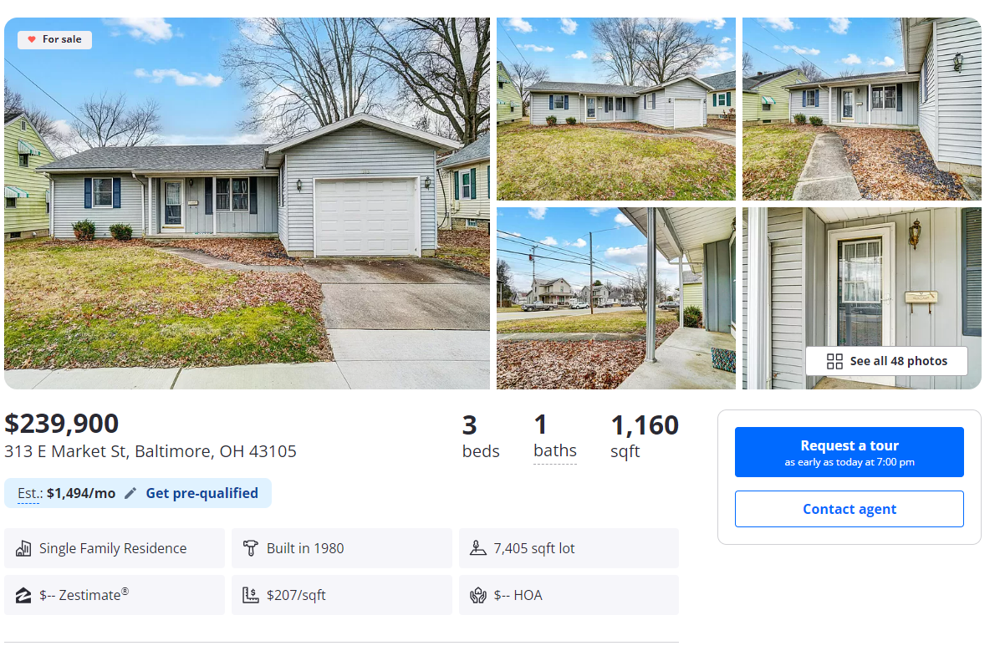 For sale
See all 48 photos
$239,900
313 E Market St, Baltimore, OH 43105
3
beds
1
baths
1,160
sqft
Est.: $1,494/mo Get pre-qualified
Request a tour
as early as today at 7:00 pm
Contact agent
Single Family Residence
Built in 1980
7,405 sqft lot
$-- Zestimate®
$207/sqft
$-- HOA